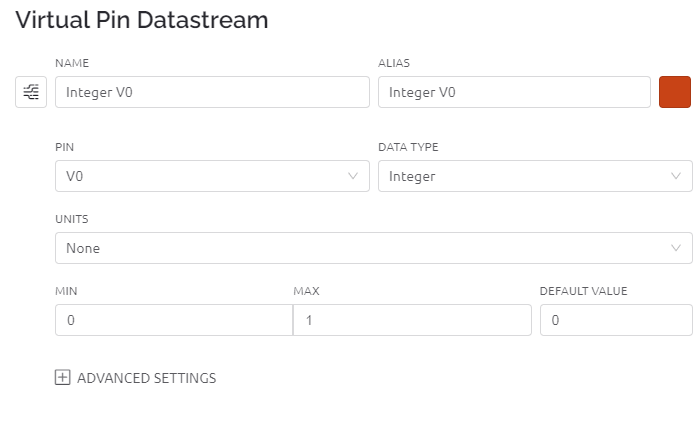 Virtual Pin Datastream
NAME ALIAS
Integer V0 Integer V0
PIN DATA TYPE
V0 Integer
UNITS
None
MIN MAX DEFAULT VALUE
0 1 0
ADVANCED SETTINGS